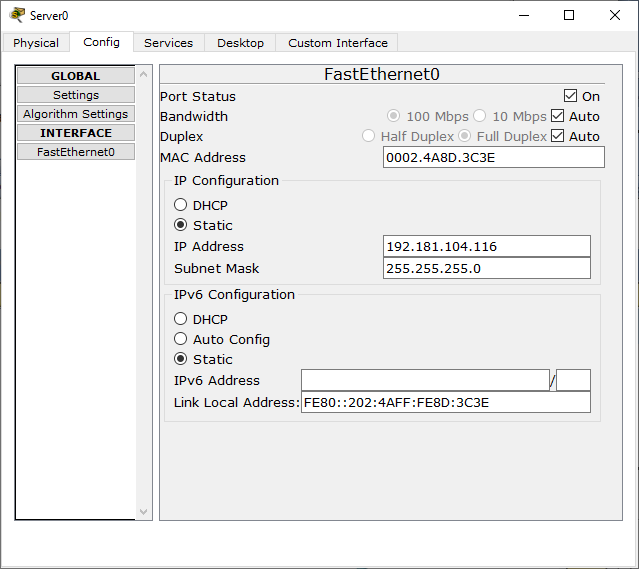 Server0
Physical Config Services Desktop Custom Interface
GLOBAL
Settings
Algorithm Settings
INTERFACE
FastEthernet0
FastEthernet0
Port Status On
Bandwidth 100 Mbps 10 Mbps Auto
Duplex Half Duplex Full Duplex Auto
MAC Address 0002.4A8D.3C3E
IP Configuration
DHCP
Static
IP Address 192.181.104.116
Subnet Mask 255.255.255.0
IPv6 Configuration
DHCP
Auto Config
Static
IPv6 Address /
Link Local Address: FE80::202:4AFF:FE8D:3C3E